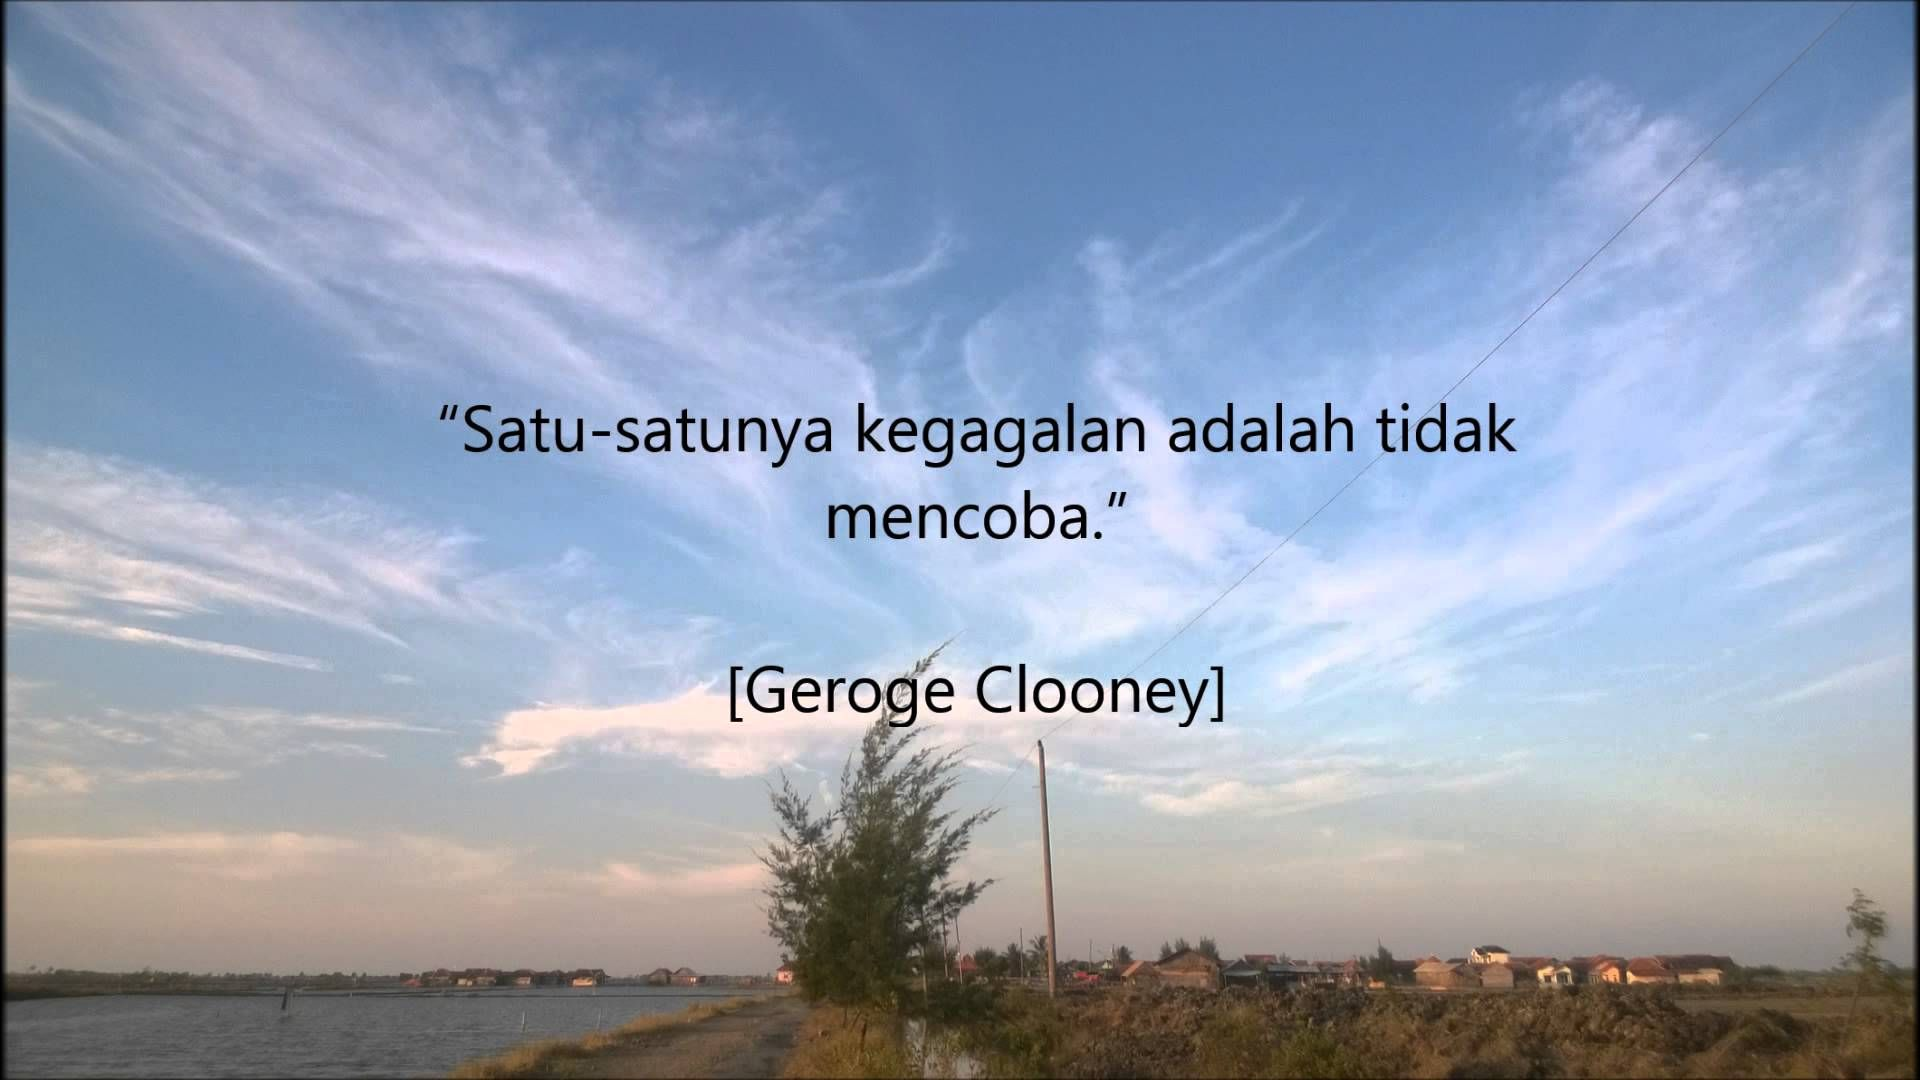 “Satu-satunya kegagalan adalah tidak
mencoba.”
[Geroge Clooney]